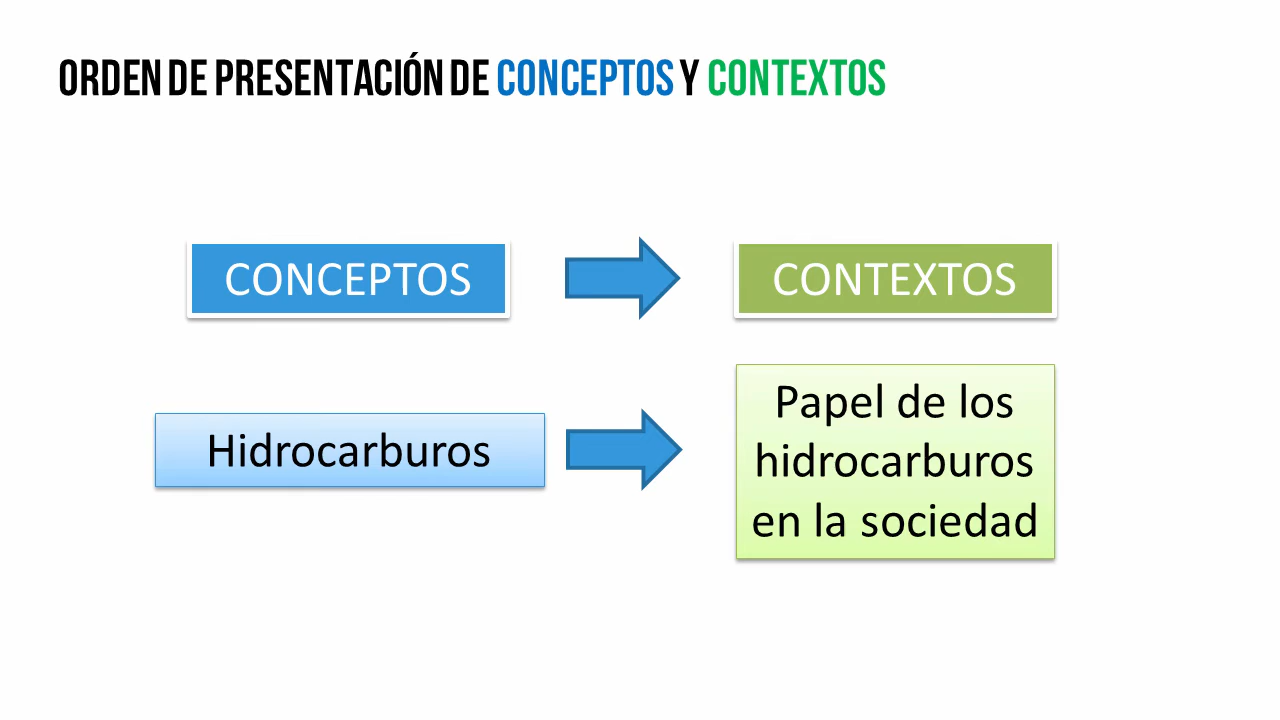 ORDEN DE PRESENTACIÓN DE CONCEPTOS Y CONTEXTOS
CONCEPTOS
CONTEXTOS
Hidrocarburos
Papel de los
hidrocarburos
en la sociedad